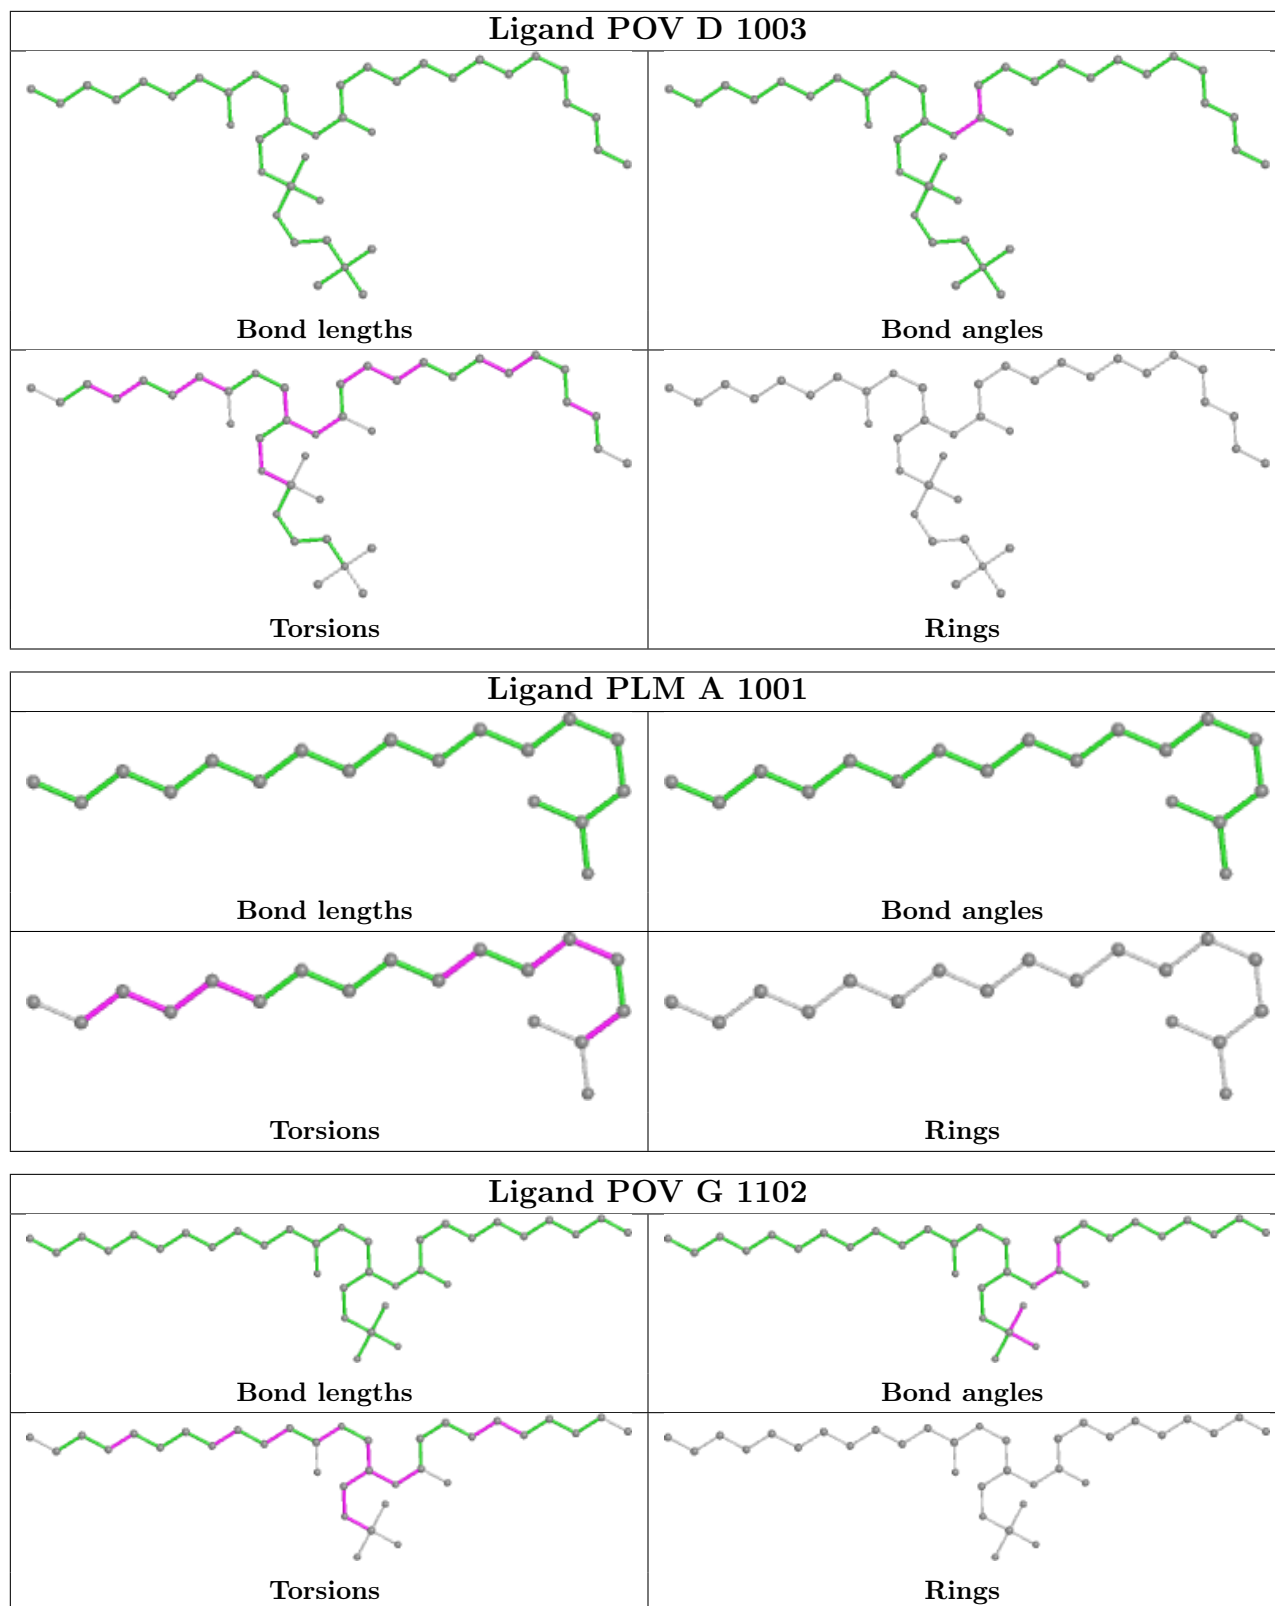 Ligand POV D 1003
Bond lengths
Bond angles
Torsions
Rings
Ligand PLM A 1001
Bond lengths
Bond angles
Torsions
Rings
Ligand POV G 1102
Bond lengths
Bond angles
Torsions
Rings